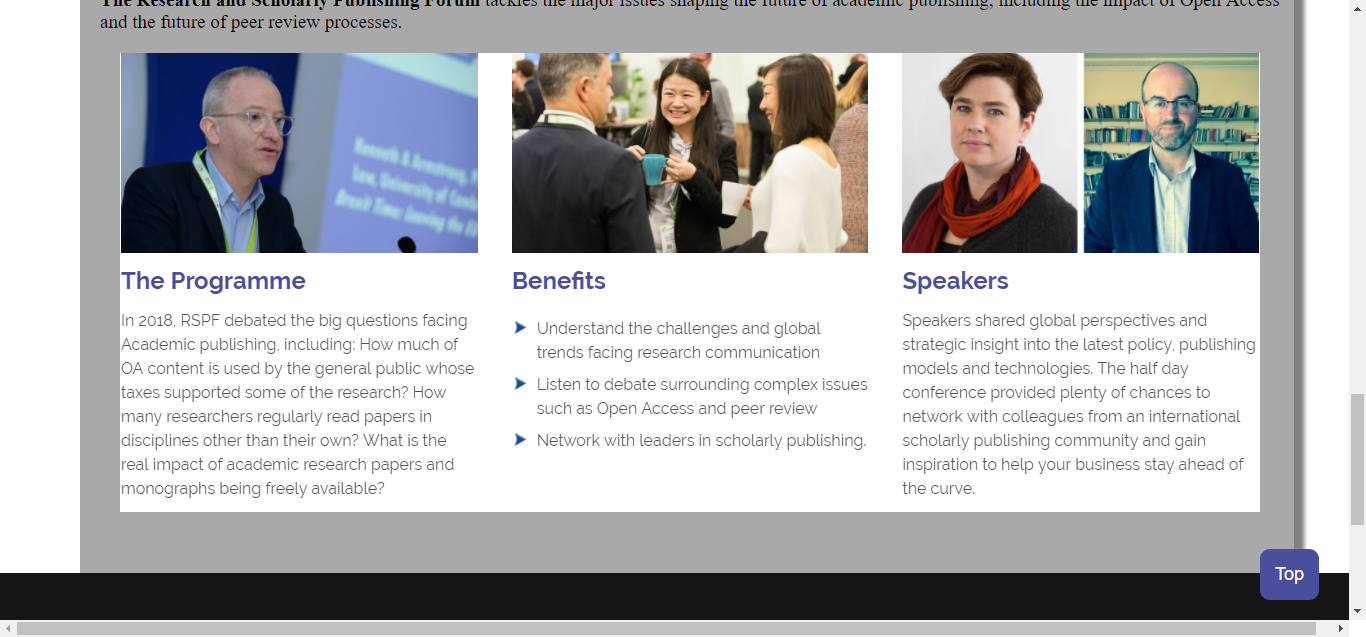 The Research and Scholarly Publishing Forum tackles the major issues shaping the future of academic publishing, including the impact of Open Access
and the future of peer review processes.
Kenneth A Armstrong,
Law, University of
Brexit Time: Leaving the EU
The Programme
In 2018, RSPF debated the big questions facing
Academic publishing, including: How much of
OA content is used by the general public whose
taxes supported some of the research? How
many researchers regularly read papers in
disciplines other than their own? What is the
real impact of academic research papers and
monographs being freely available?
Benefits
Understand the challenges and global
trends facing research communication
Listen to debate surrounding complex issues
such as Open Access and peer review
Network with leaders in scholarly publishing.
Speakers
Speakers shared global perspectives and
strategic insight into the latest policy, publishing
models and technologies. The half day
conference provided plenty of chances to
network with colleagues from an international
scholarly publishing community and gain
inspiration to help your business stay ahead of
the curve.
Top